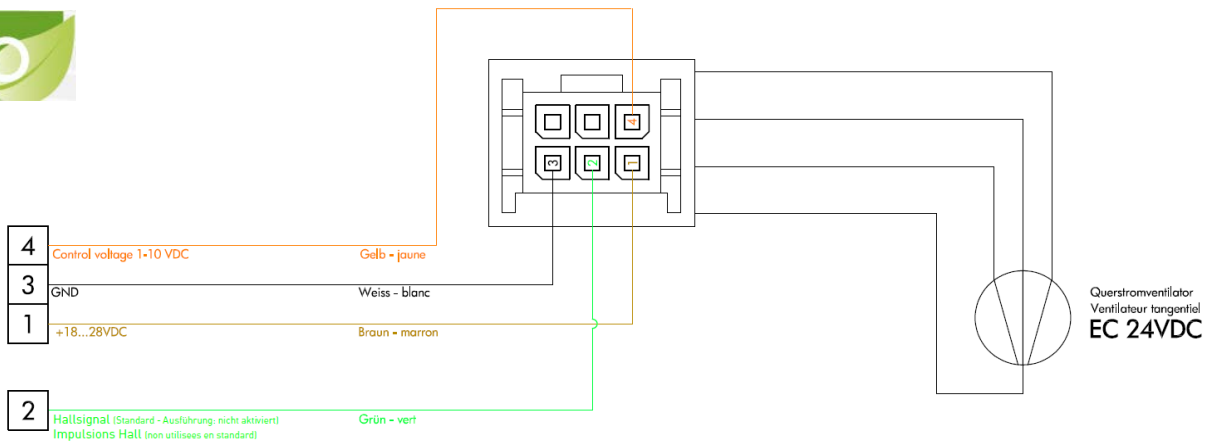 4
3
2
1
4
Control voltage 1-10 VDC Gelb - jaune
3
GND Weiss - blanc
1
+18...28VDC Braun - marron
Querstromventilator
Ventilateur tangentiel
EC 24VDC
2
Hallsignal (Standard - Ausführung: nicht aktiviert) Grün - vert
Impulsions Hall (non utilisees en standard)